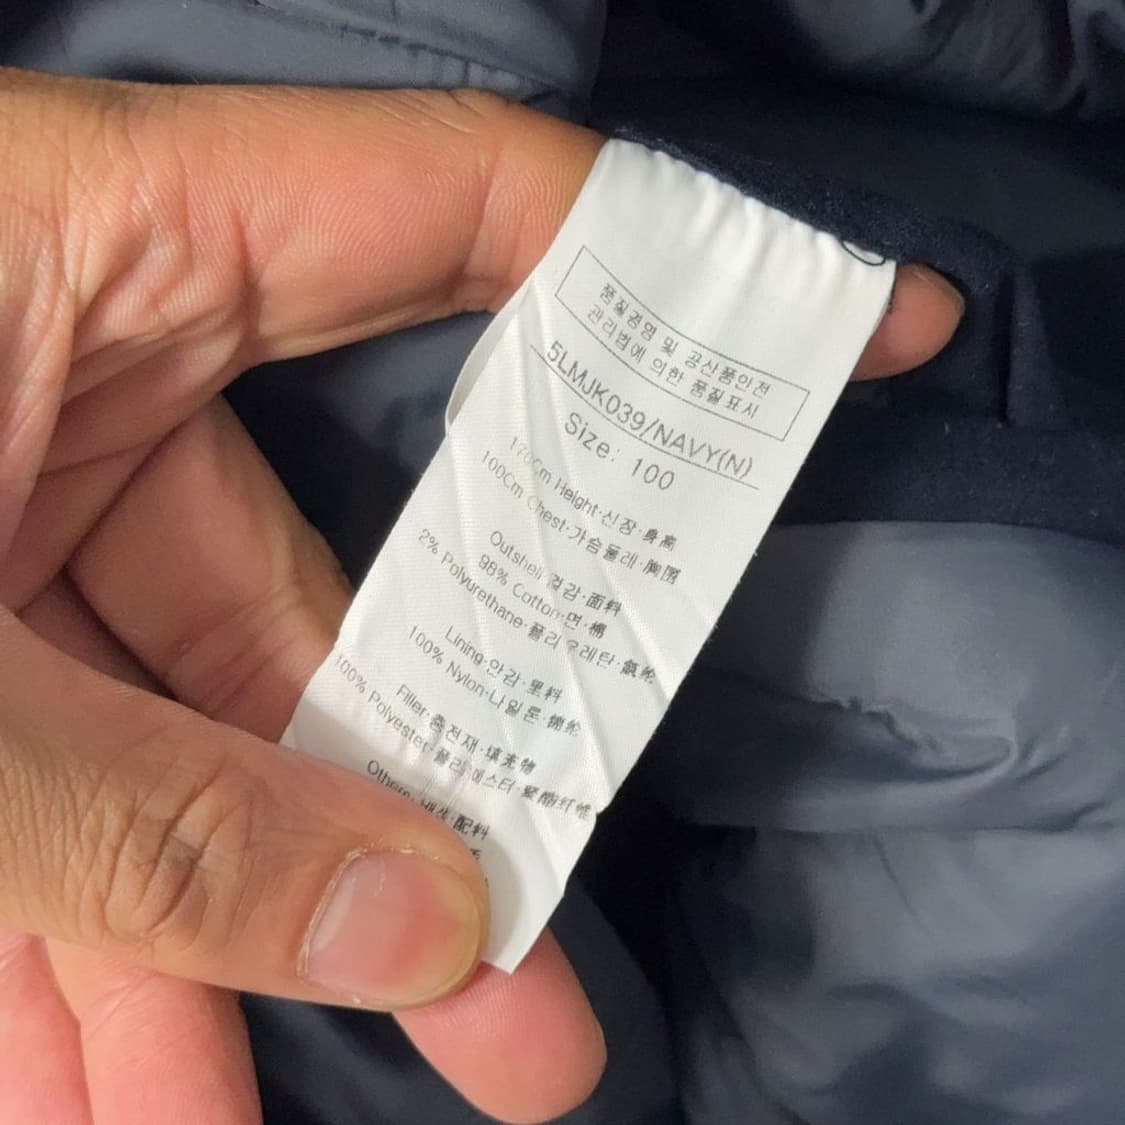 품질경영 및 공산품안전
관리법에 의한 품질표시
5LMJK039/NAVY(N)
Size: 100
170Cm Height·신장·身高
100Cm Chest·가슴둘레·胸围
Outshell·겉감·面料
98% Cotton·면·棉
2% Polyurethane·폴리우레탄·氨纶
Lining·안감·里料
100% Nylon·나일론·锦纶
Filler·충전재·填充物
100% Polyester·폴리에스터·聚酯纤维
Others·배색·配料